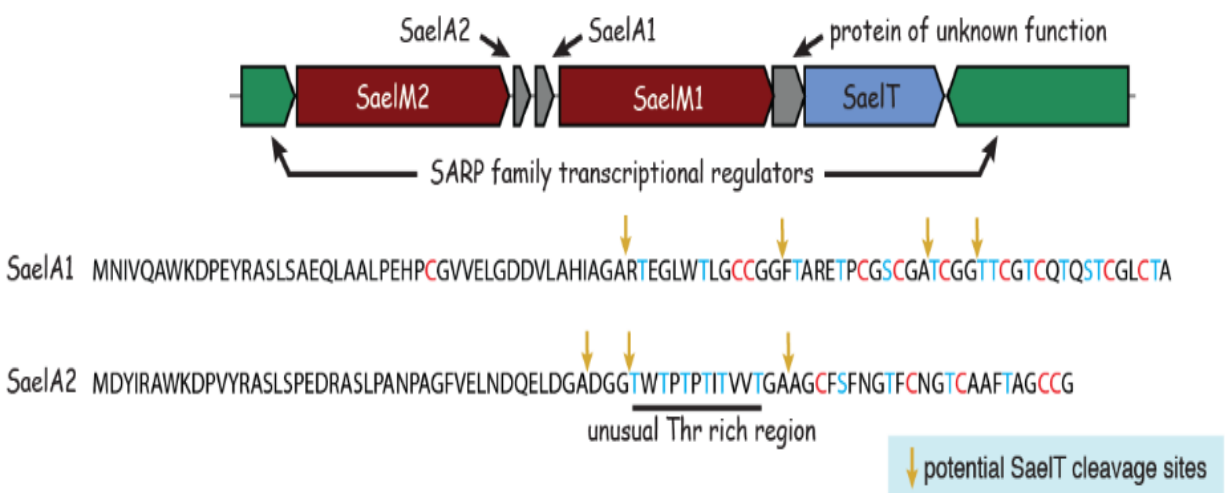 SaelA2 SaelA1 protein of unknown function
SaelM2 SaelM1 SaelT
SARP family transcriptional regulators
SaelA1 MNIVQAWKDPEYRASLSAEQLAALPEHPCGVVELGDDVLAHIAGARTEGLWTLGCCGGFTARETPCGSCGATCGGTTCGTCQTQSTCGLCTA
SaelA2 MDYIRAWKDPVYRASLSPEDRASLPANPAGFVELNDQELDGADGGTWTPTPTITVVTGAAGCFSFNGTFCNGTCAAFTAGCCG
unusual Thr rich region
potential SaelT cleavage sites